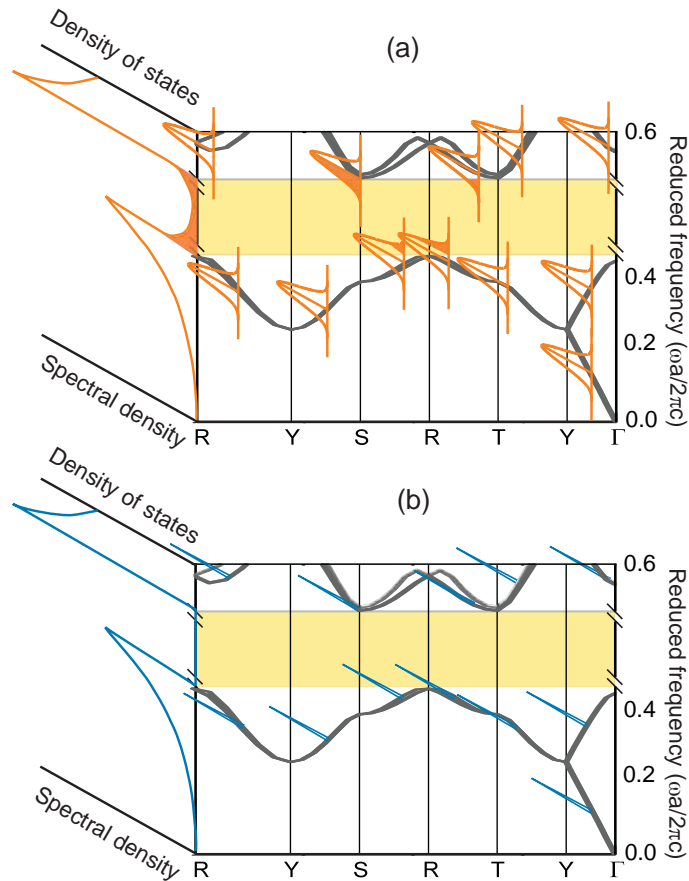 (a)
Density of states
Spectral density
0.6
0.4
0.2
0.0
Reduced frequency (ωa/2πc)
R Y S R T Y Γ
(b)
Density of states
Spectral density
0.6
0.4
0.2
0.0
Reduced frequency (ωa/2πc)
R Y S R T Y Γ